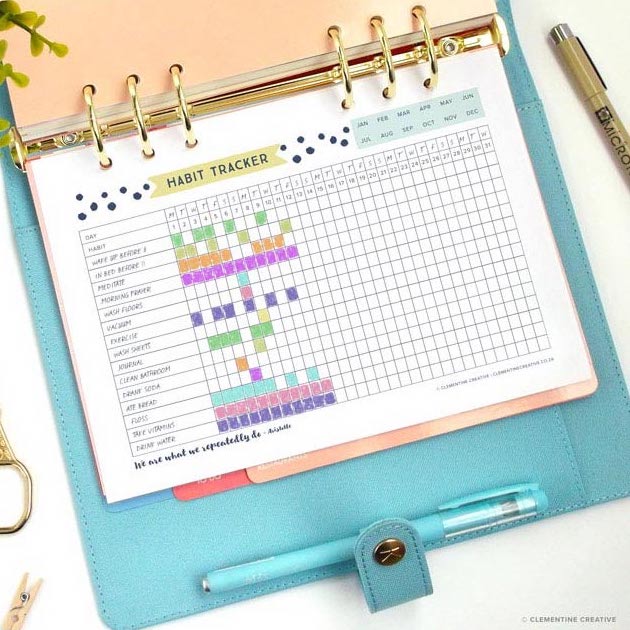 JAN FEB MAR APR MAY JUN
JUL AUG SEP OCT NOV DEC
HABIT TRACKER
DAY M T W T F S S M T W T F S S M T W T F S S M T W T F S S M T W
HABIT 1 2 3 4 5 6 7 8 9 10 11 12 13 14 15 16 17 18 19 20 21 22 23 24 25 26 27 28 29 30 31
WAKE UP BEFORE
IN BED BEFORE
MEDITATE
MORNING PRAYER
WASH FLOORS
VACUUM
EXERCISE
WASH SHEETS
JOURNAL
CLEAN BATHROOM
DRANK SODA
ATE BREAD
FLOSS
TAKE VITAMINS
DRINK WATER
© CLEMENTINE CREATIVE · CLEMENTINECREATIVE.CO.ZA
We are what we repeatedly do - Aristotle
MICRON
© CLEMENTINE CREATIVE